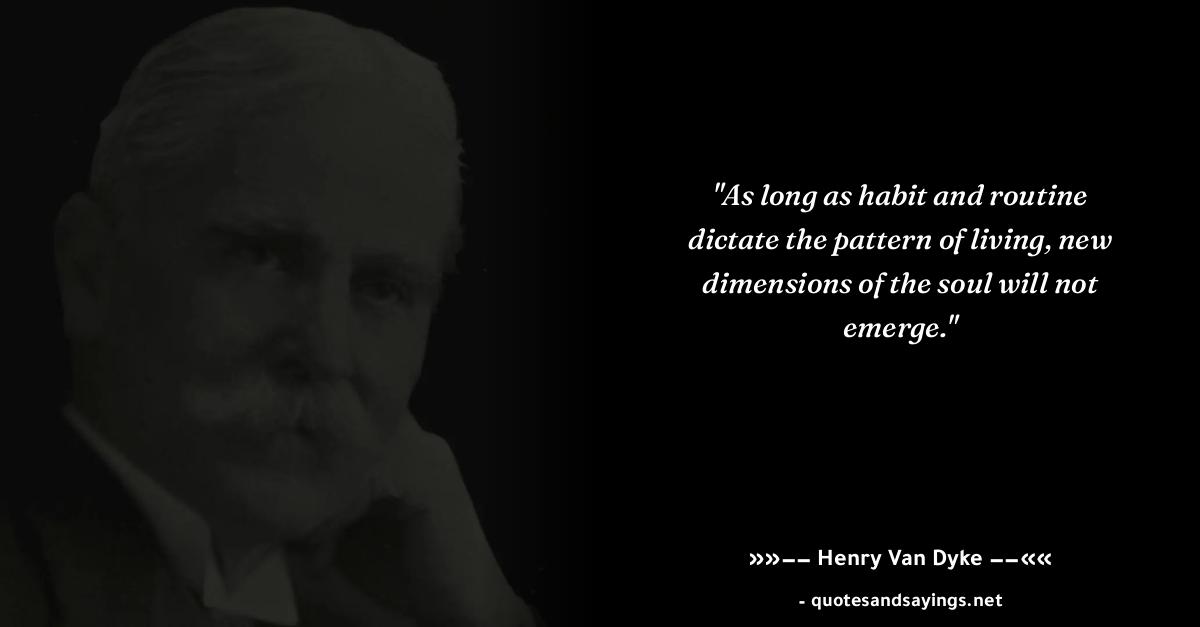 "As long as habit and routine
dictate the pattern of living, new
dimensions of the soul will not
emerge."
»»−− Henry Van Dyke −−««
- quotesandsayings.net